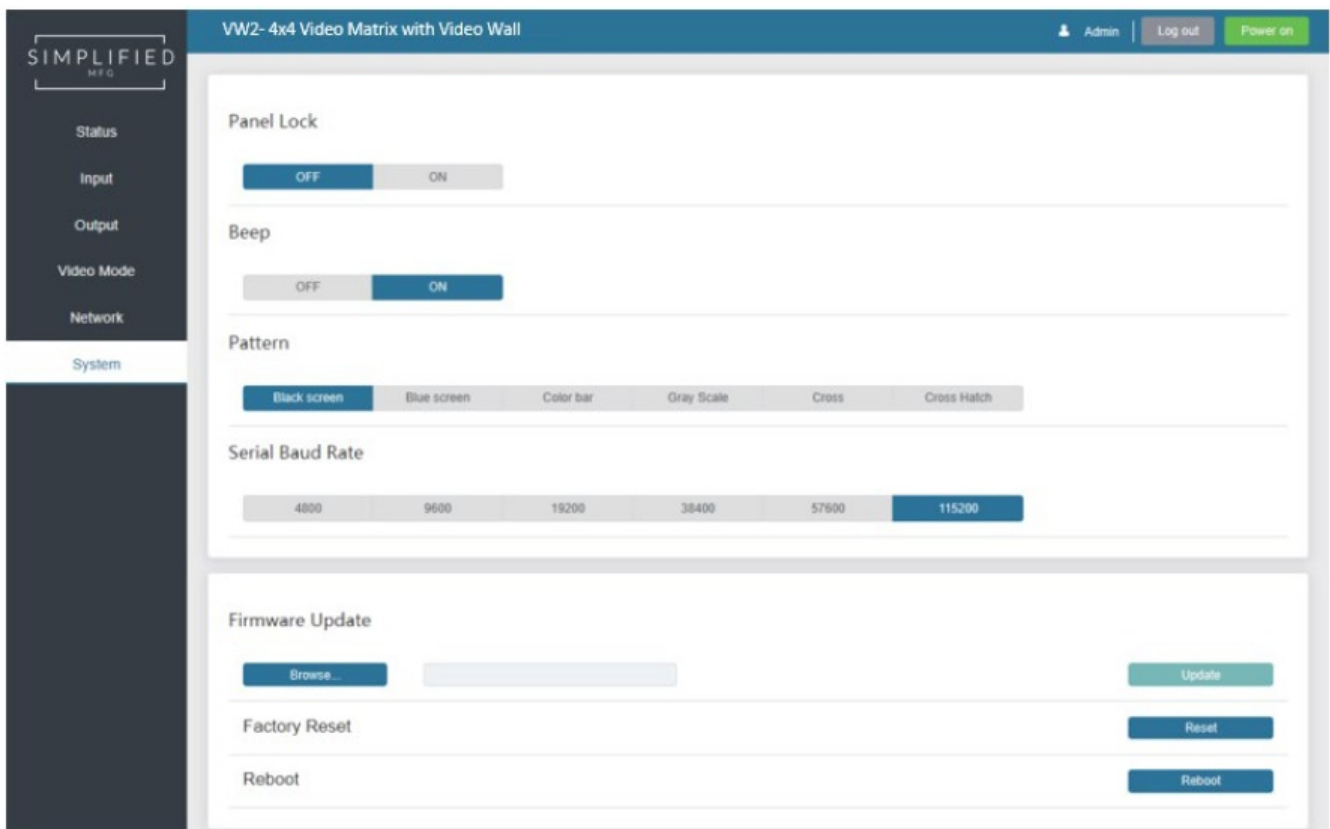 VW2- 4x4 Video Matrix with Video Wall
Admin
Log out
Power on
SIMPLIFIED
MFG
Status
Input
Output
Video Mode
Network
System
Panel Lock
OFF ON
Beep
OFF ON
Pattern
Black screen Blue screen Color bar Gray Scale Cross Cross Hatch
Serial Baud Rate
4800 9600 19200 38400 57600 115200
Firmware Update
Browse... Update
Factory Reset Reset
Reboot Reboot